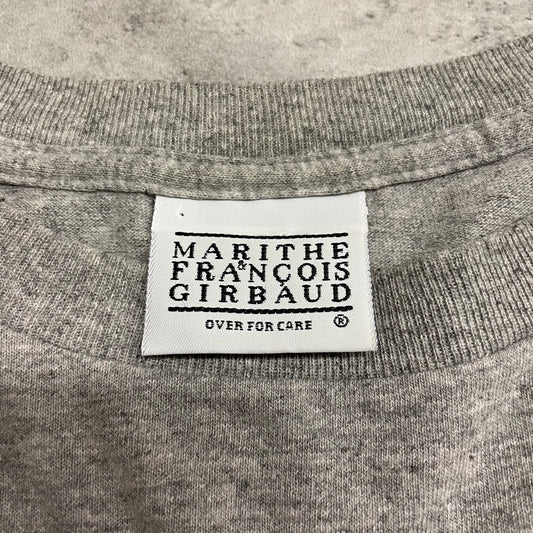 MARITHE
&
FRANÇOIS
GIRBAUD
OVER FOR CARE ®